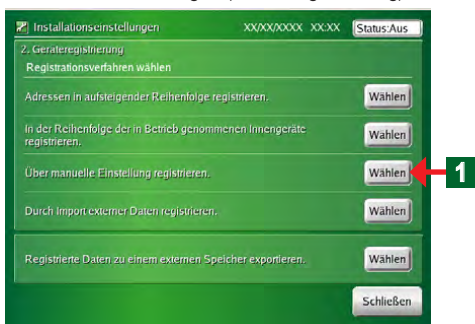 Installationseinstellungen XX/XX/XXXX XX:XX Status:Aus
2. Geräteregistrierung
Registrationsverfahren wählen
Adressen in aufsteigender Reihenfolge registrieren. Wählen
In der Reihenfolge der in Betrieb genommenen Innengeräte
registrieren. Wählen
Über manuelle Einstellung registrieren. Wählen 1
Durch Import externer Daten registrieren. Wählen
Registrierte Daten zu einem externen Speicher exportieren. Wählen
Schließen